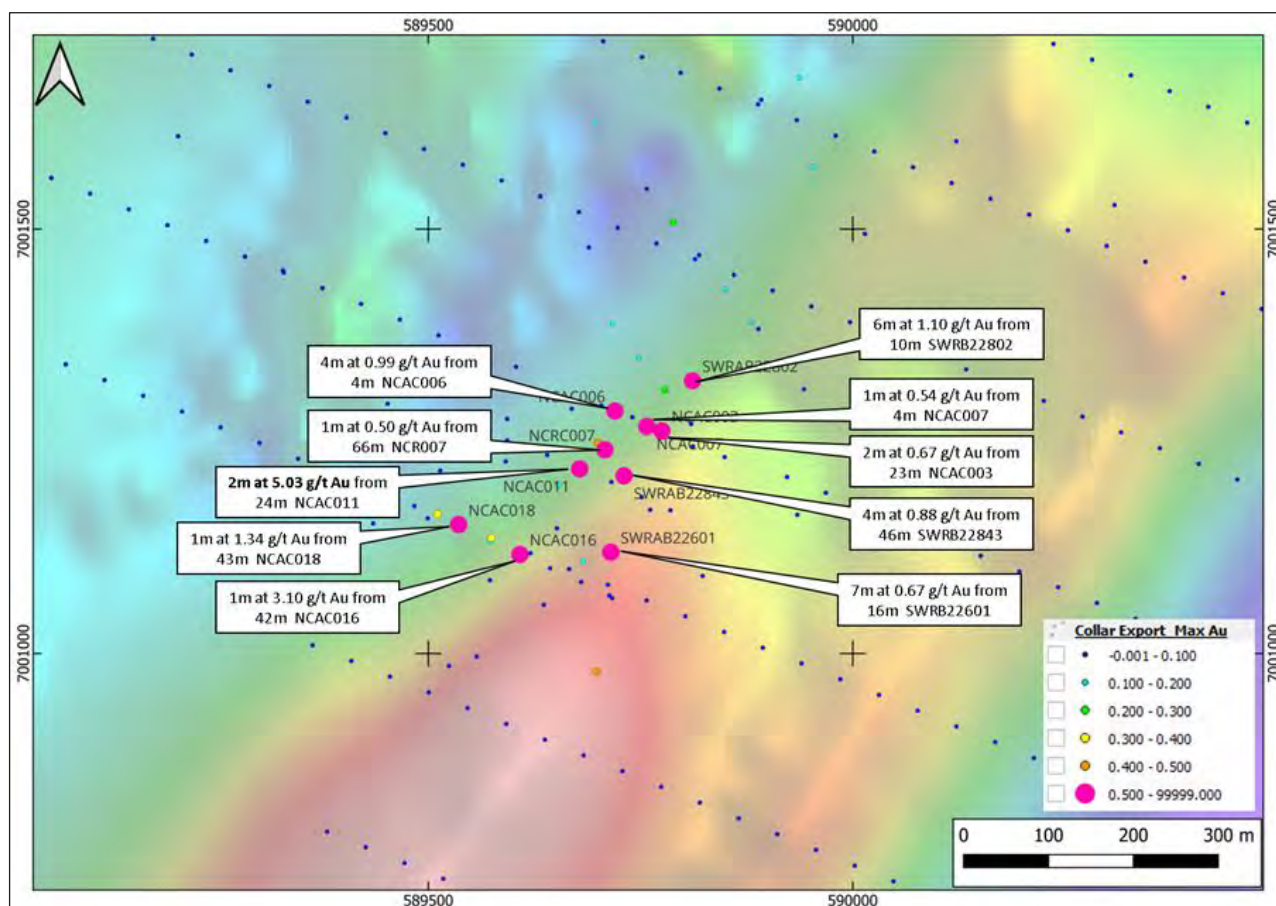 589500
590000
7001500
7001500
6m at 1.10 g/t Au from
10m SWRB22802
4m at 0.99 g/t Au from
4m NCAC006
SWRAB22802
NCAC006
1m at 0.54 g/t Au from
4m NCAC007
NCAC003
1m at 0.50 g/t Au from
66m NCR007
NCRC007
NCAC007
2m at 0.67 g/t Au from
23m NCAC003
2m at 5.03 g/t Au from
24m NCAC011
NCAC011
SWRAB22843
NCAC018
4m at 0.88 g/t Au from
46m SWRB22843
1m at 1.34 g/t Au from
43m NCAC018
NCAC016
SWRAB22601
1m at 3.10 g/t Au from
42m NCAC016
7m at 0.67 g/t Au from
16m SWRB22601
7001000
7001000
Collar Export Max Au
-0.001 - 0.100
0.100 - 0.200
0.200 - 0.300
0.300 - 0.400
0.400 - 0.500
0.500 - 99999.000
0 100 200 300 m
589500
590000